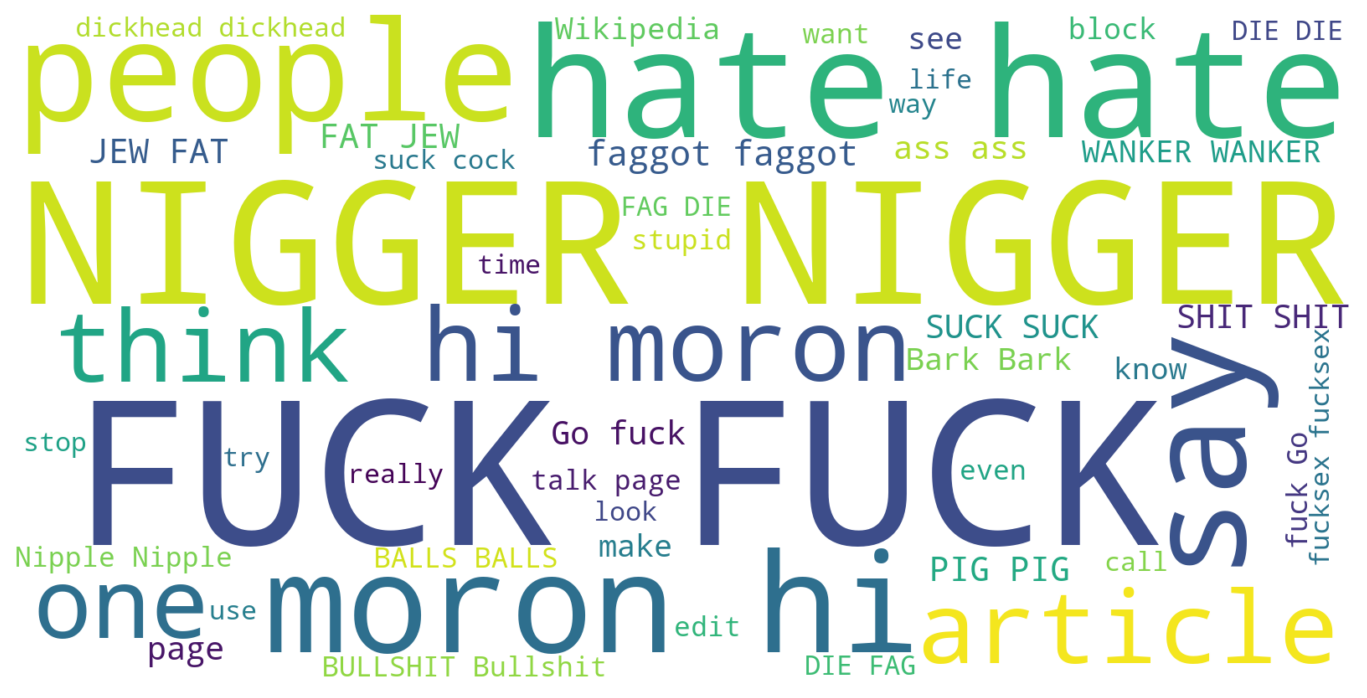 dickhead dickhead
people
Wikipedia
hate hate
want
see
block
DIE DIE
life
way
JEW FAT
FAT JEW
suck cock
faggot faggot
ass ass
WANKER WANKER
NIGGER NIGGER
FAG DIE
stupid
time
think
hi moron
SUCK SUCK
Bark Bark
SHIT SHIT
know
say
FUCK FUCK
stop
try
really
Go fuck
talk page
look
even
fuck Go
fucksex fucksex
make
Nipple Nipple
BALLS BALLS
PIG PIG
call
one
use
moron hi
edit
article
page
BULLSHIT Bullshit
DIE FAG